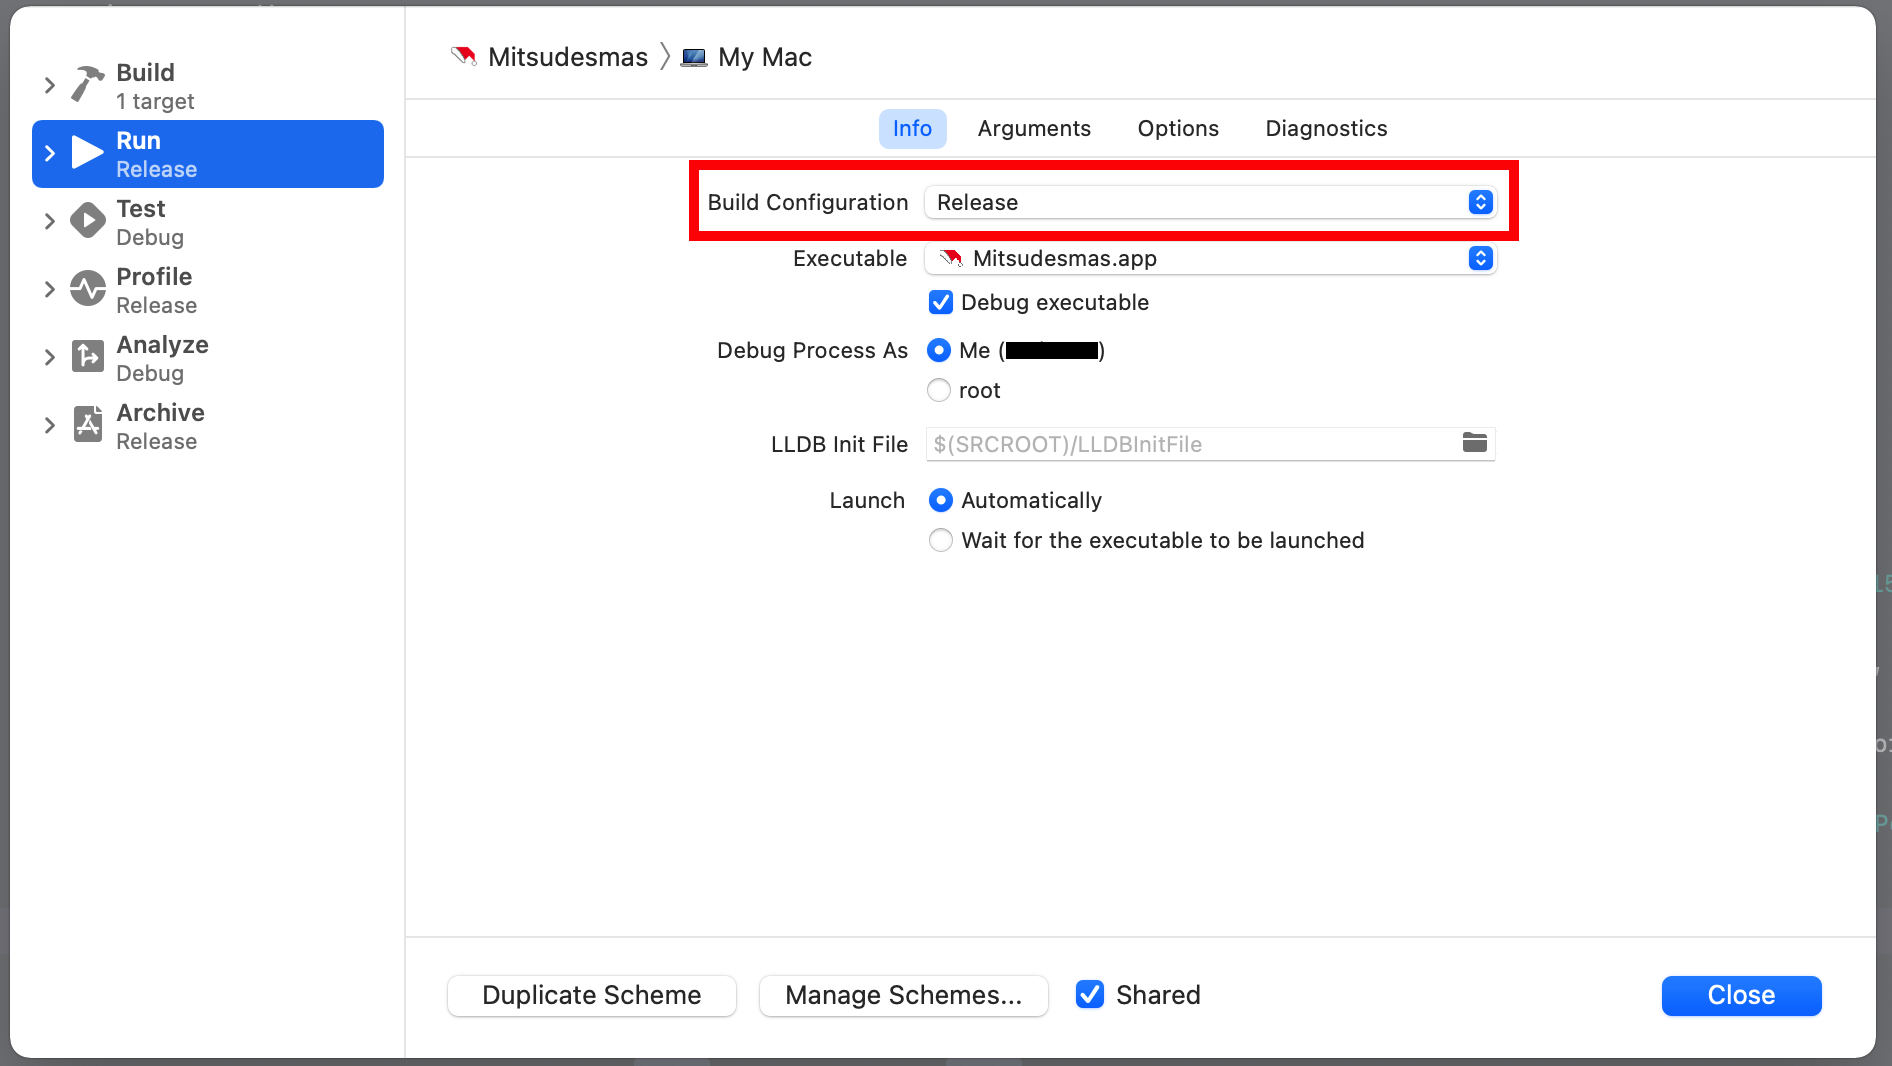 Build
1 target
Run
Release
Test
Debug
Profile
Release
Analyze
Debug
Archive
Release
Mitsudesmas 〉 My Mac
Info Arguments Options Diagnostics
Build Configuration Release
Executable Mitsudesmas.app
Debug executable
Debug Process As Me ( )
root
LLDB Init File $(SRCROOT)/LLDBInitFile
Launch Automatically
Wait for the executable to be launched
Duplicate Scheme Manage Schemes... Shared Close